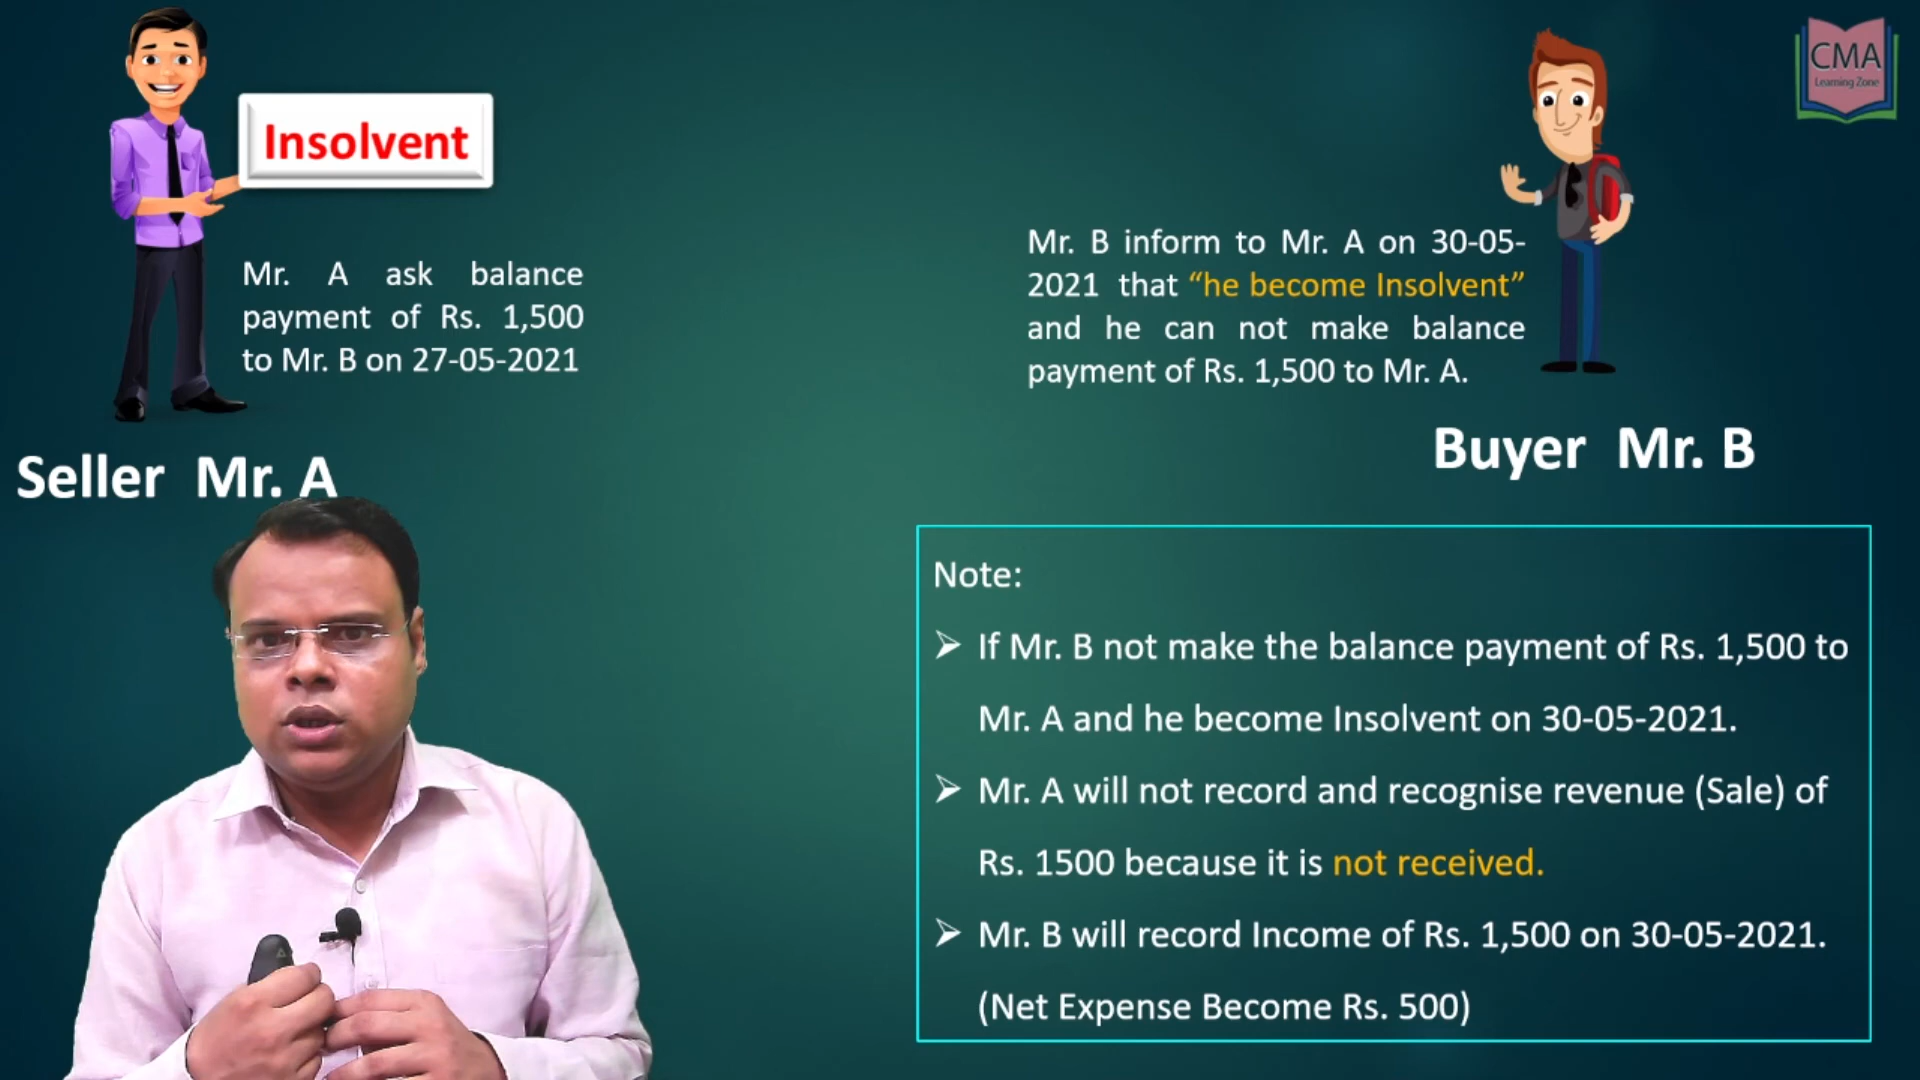 CMA
Learning Zone
Insolvent
Mr. A ask balance
payment of Rs. 1,500
to Mr. B on 27-05-2021
Mr. B inform to Mr. A on 30-05-
2021 that “he become Insolvent”
and he can not make balance
payment of Rs. 1,500 to Mr. A.
Seller Mr. A
Buyer Mr. B
Note:
➢ If Mr. B not make the balance payment of Rs. 1,500 to
Mr. A and he become Insolvent on 30-05-2021.
➢ Mr. A will not record and recognise revenue (Sale) of
Rs. 1500 because it is not received.
➢ Mr. B will record Income of Rs. 1,500 on 30-05-2021.
(Net Expense Become Rs. 500)